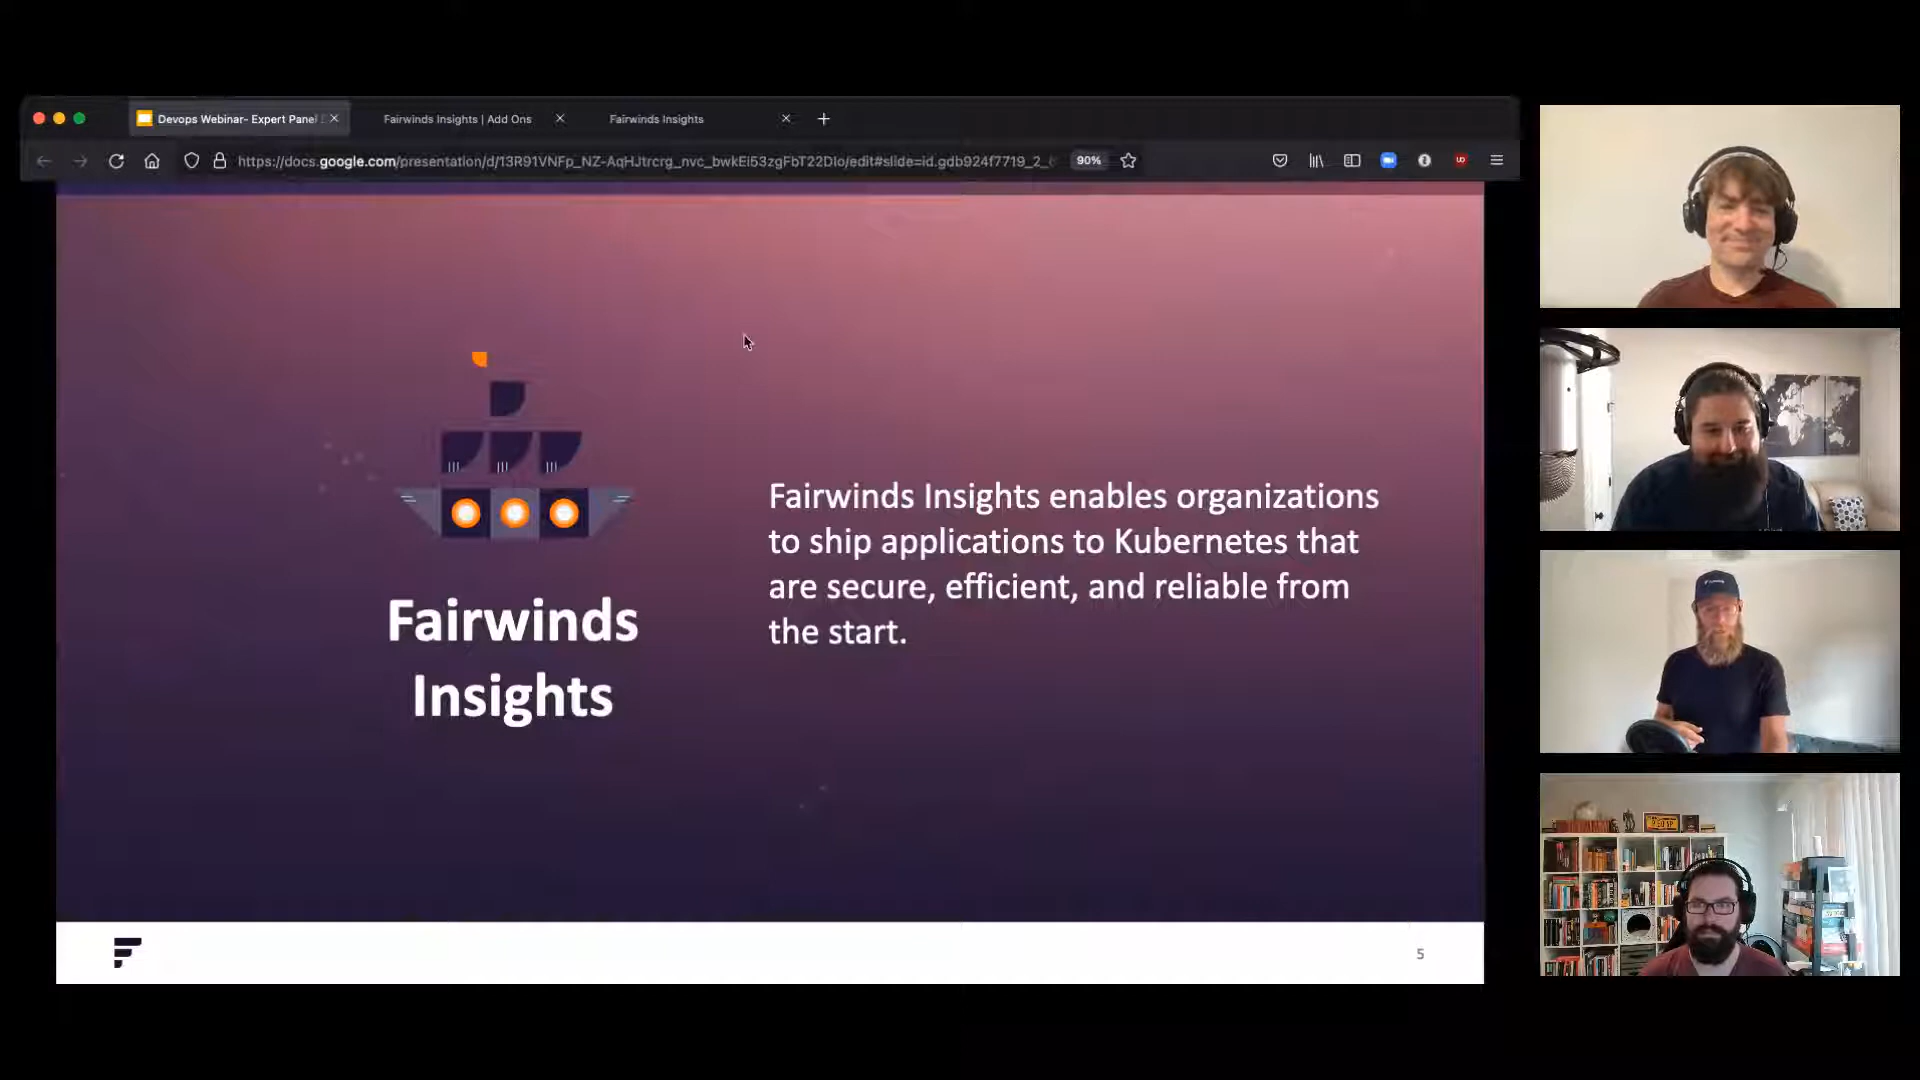 Devops Webinar- Expert Panel
Fairwinds Insights | Add Ons
Fairwinds Insights
https://docs.google.com/presentation/d/13R91VNFp_NZ-AqHJtrcrg_nvc_bwkEi53zgFbT22DIo/edit#slide=id.gdb924f7719_2_
90%
Fairwinds
Insights
Fairwinds Insights enables organizations
to ship applications to Kubernetes that
are secure, efficient, and reliable from
the start.
5